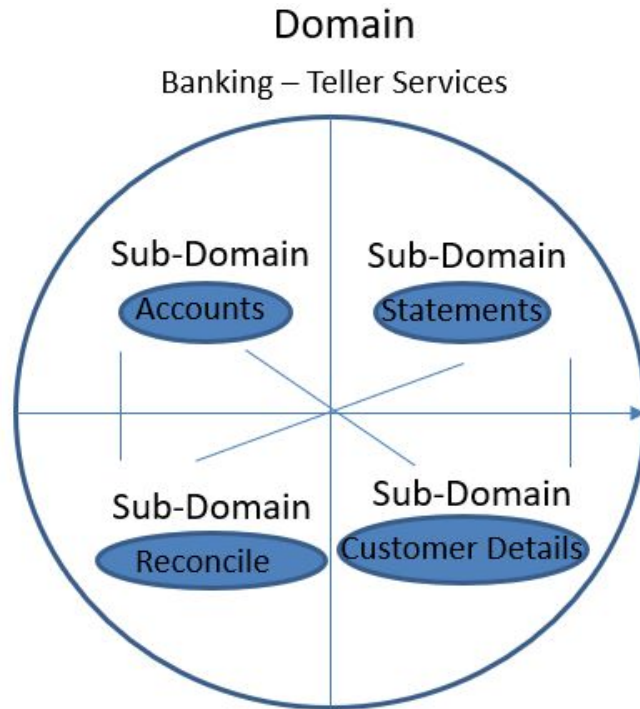 Domain
Banking – Teller Services
Sub-Domain
Accounts
Sub-Domain
Statements
Sub-Domain
Reconcile
Sub-Domain
Customer Details